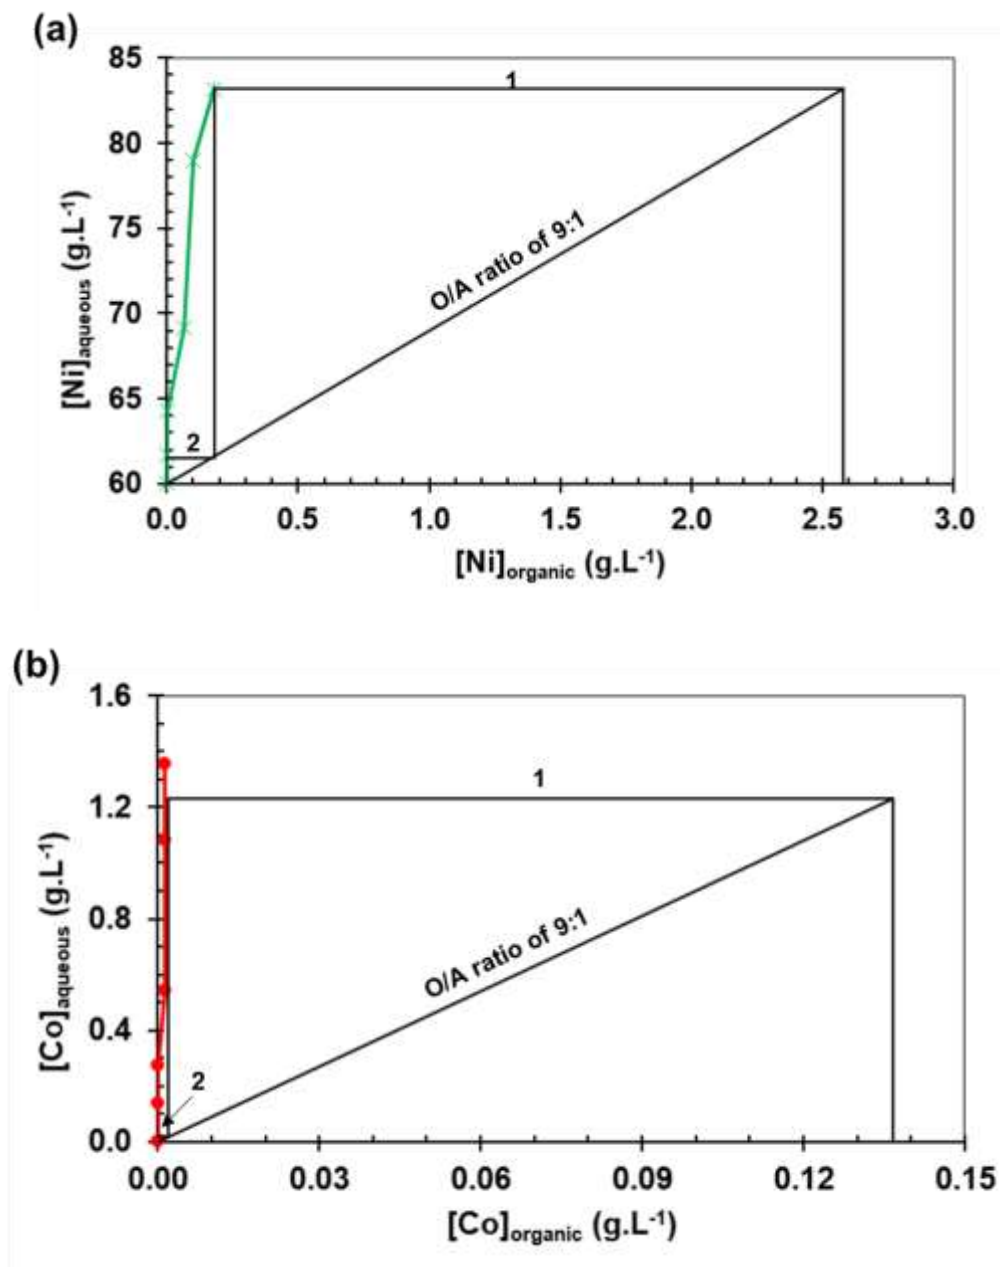 (a)
85
80
75
70
65
60
[Ni]aqueous (g.L-1)
1
O/A ratio of 9:1
2
0.0 0.5 1.0 1.5 2.0 2.5 3.0
[Ni]organic (g.L-1)
(b)
1.6
1.2
0.8
0.4
0.0
[Co]aqueous (g.L-1)
1
O/A ratio of 9:1
2
0.00 0.03 0.06 0.09 0.12 0.15
[Co]organic (g.L-1)